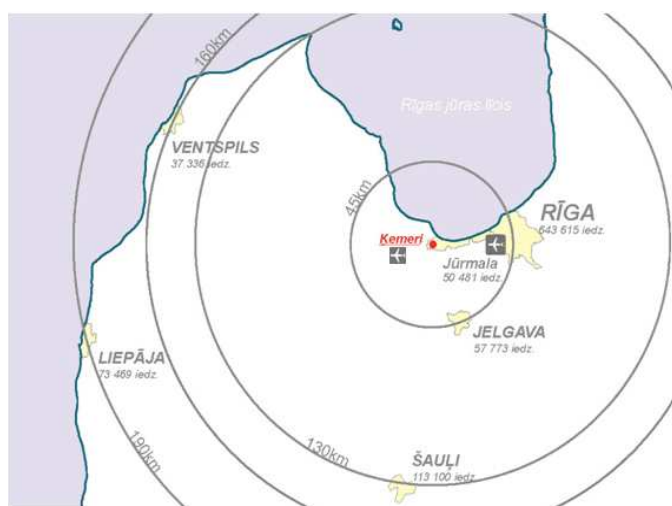 160km
Rīgas jūras līcis
VENTSPILS
37 336 iedz.
45km
RĪGA
643 615 iedz.
Ķemeri
Jūrmala
50 481 iedz.
JELGAVA
57 773 iedz.
LIEPĀJA
73 469 iedz.
190km
130km
ŠAUĻI
113 100 iedz.